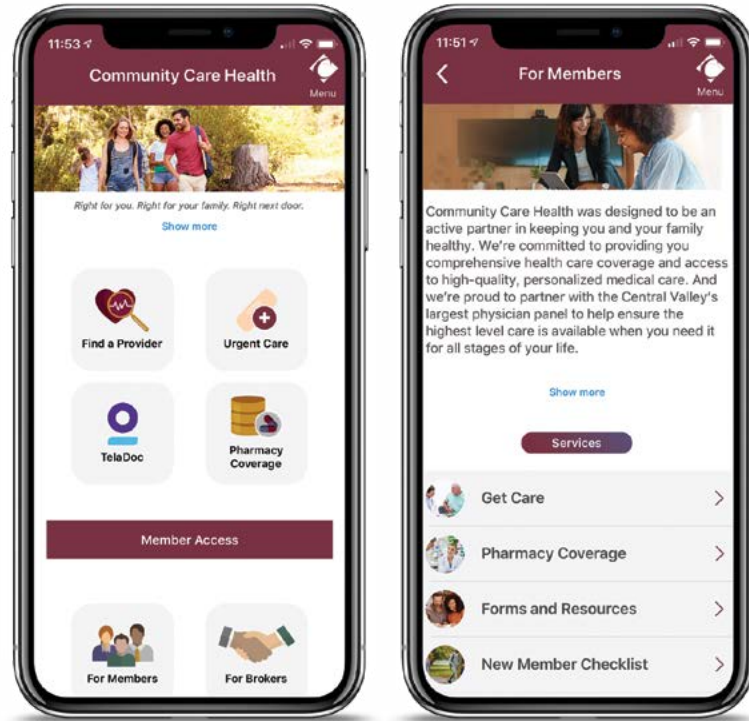 11:53
Community Care Health
Menu
Right for you. Right for your family. Right next door.
Show more
Find a Provider
Urgent Care
TelaDoc
Pharmacy
Coverage
Member Access
For Members
For Brokers
11:51
For Members
Menu
Community Care Health was designed to be an
active partner in keeping you and your family
healthy. We're committed to providing you
comprehensive health care coverage and access
to high-quality, personalized medical care. And
we're proud to partner with the Central Valley's
largest physician panel to help ensure the
highest level care is available when you need it
for all stages of your life.
Show more
Services
Get Care
Pharmacy Coverage
Forms and Resources
New Member Checklist